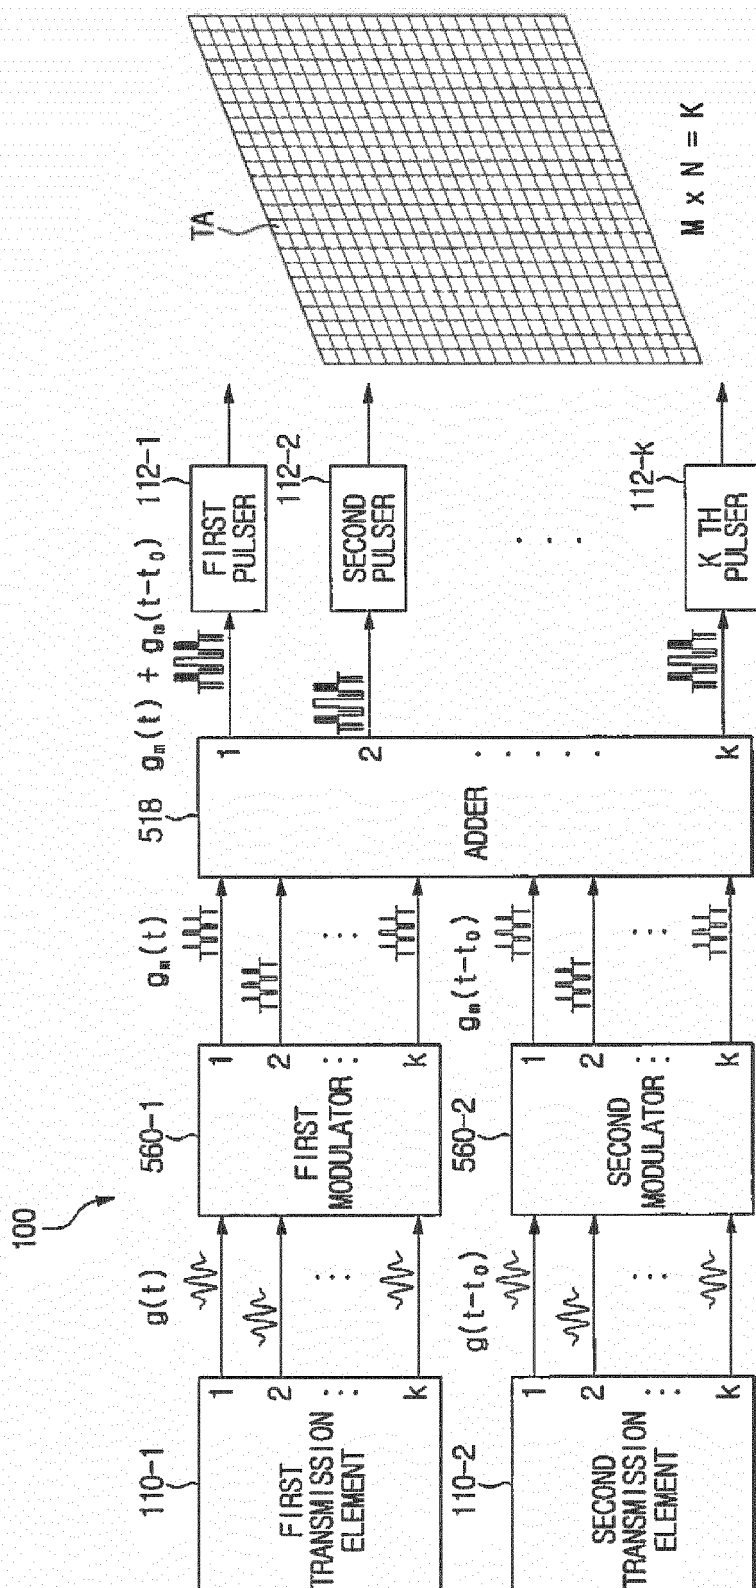 100
110-1
FIRST
TRANSMISSION
ELEMENT
1
2
k
g(t)
560-1
FIRST
MODULATOR
1
2
k
gm(t)
110-2
SECOND
TRANSMISSION
ELEMENT
1
2
k
g(t-t0)
560-2
SECOND
MODULATOR
1
2
k
gm(t-t0)
518
ADDER
1
2
k
gm(t) + gm(t-t0)
112-1
FIRST
PULSER
112-2
SECOND
PULSER
112-k
K TH
PULSER
TA
M x N = K